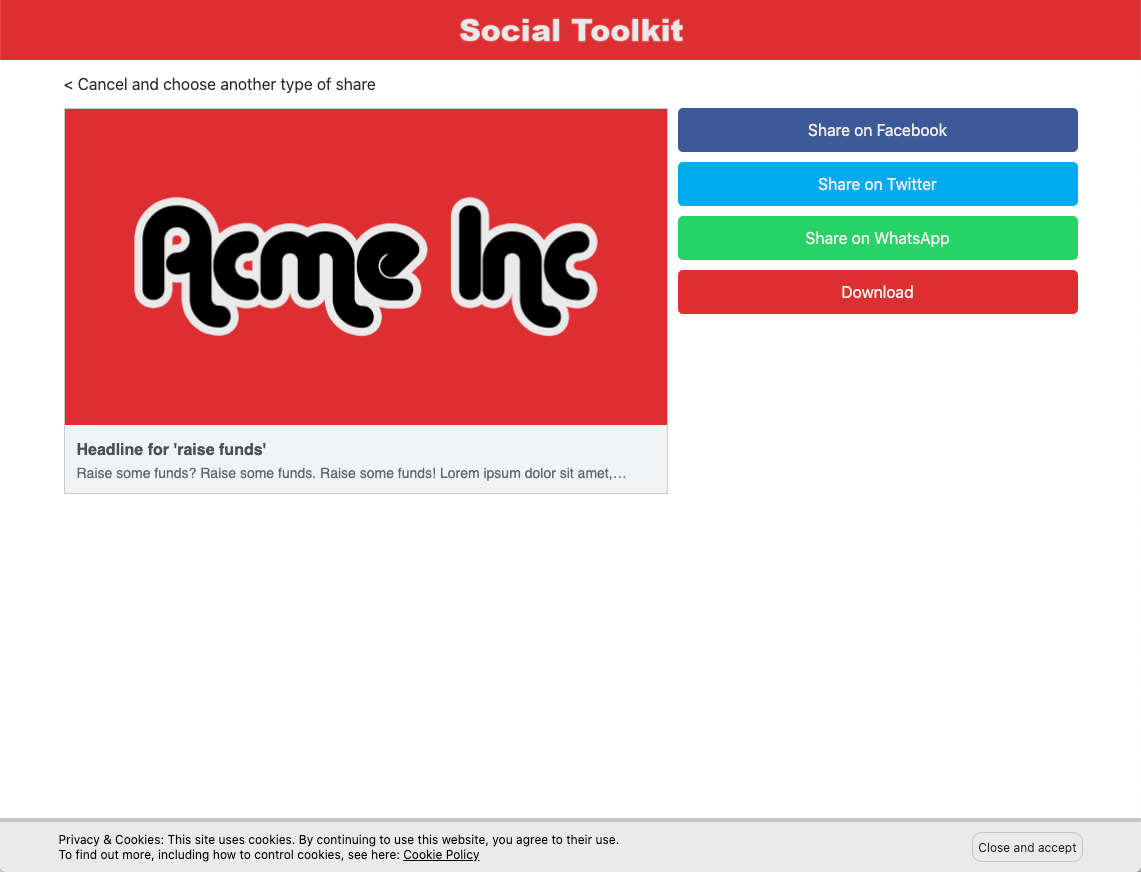 Social Toolkit
< Cancel and choose another type of share
Acme Inc
Headline for 'raise funds'
Raise some funds? Raise some funds. Raise some funds! Lorem ipsum dolor sit amet,…
Share on Facebook
Share on Twitter
Share on WhatsApp
Download
Privacy & Cookies: This site uses cookies. By continuing to use this website, you agree to their use.
To find out more, including how to control cookies, see here: Cookie Policy
Close and accept